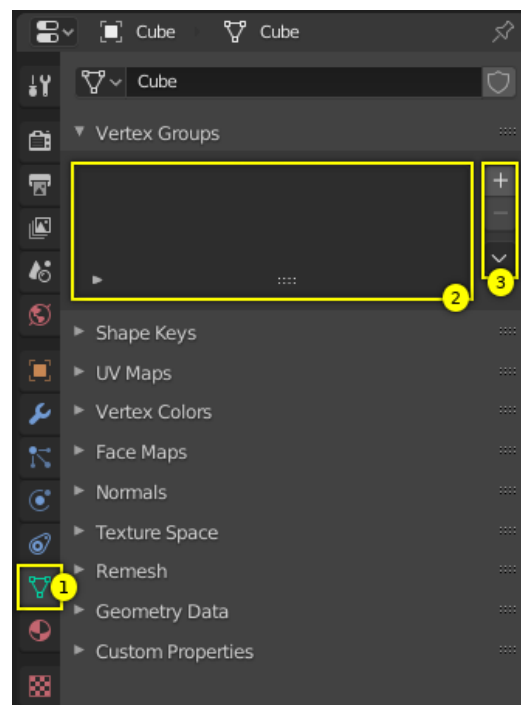 Cube Cube
Cube
Vertex Groups
2
3
Shape Keys
UV Maps
Vertex Colors
Face Maps
Normals
Texture Space
1
Remesh
Geometry Data
Custom Properties